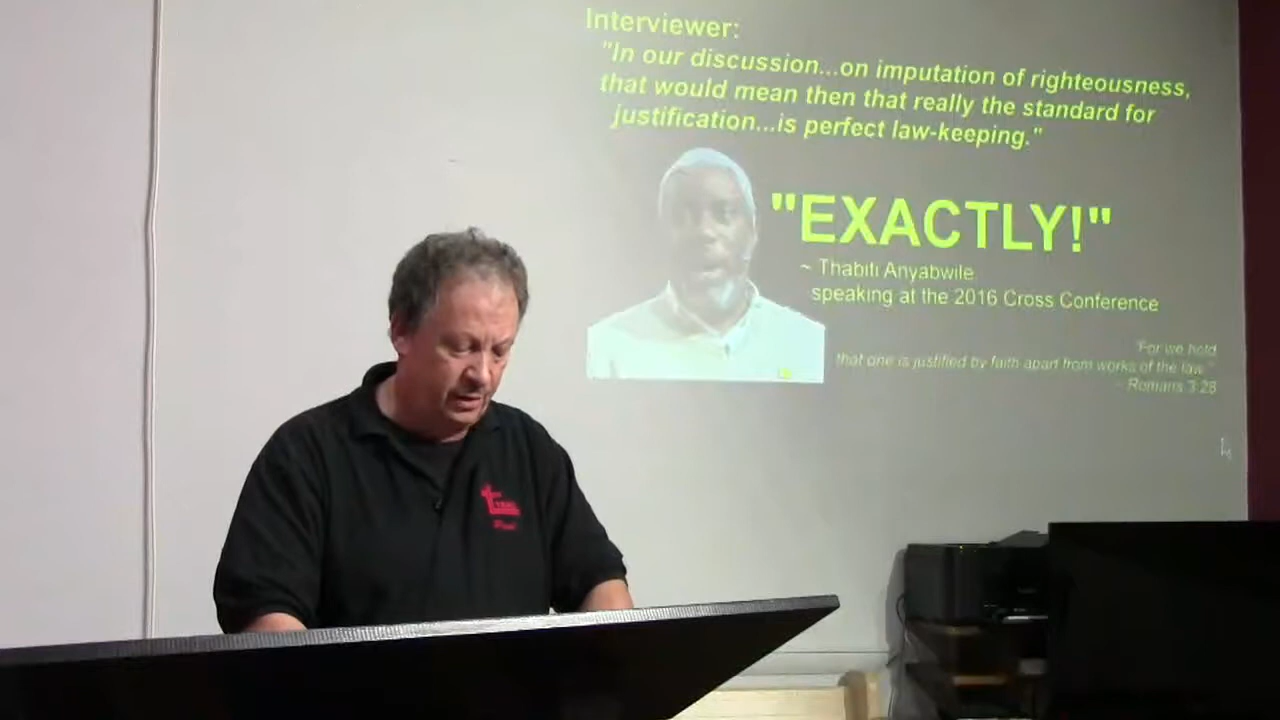 Interviewer:
"In our discussion...on imputation of righteousness,
that would mean then that really the standard for
justification...is perfect law-keeping."
"EXACTLY!"
~ Thabiti Anyabwile
speaking at the 2016 Cross Conference
"For we hold
that one is justified by faith apart from works of the law."
~ Romans 3:28